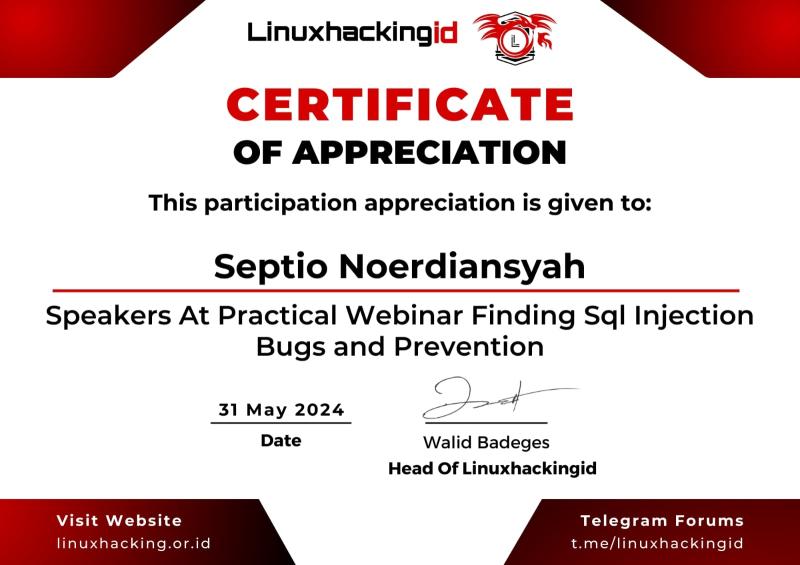 Linuxhackingid
L
CERTIFICATE
OF APPRECIATION
This participation appreciation is given to:
Septio Noerdiansyah
Speakers At Practical Webinar Finding Sql Injection
Bugs and Prevention
31 May 2024
Date
Walid Badeges
Head Of Linuxhackingid
Visit Website
linuxhacking.or.id
Telegram Forums
t.me/linuxhackingid